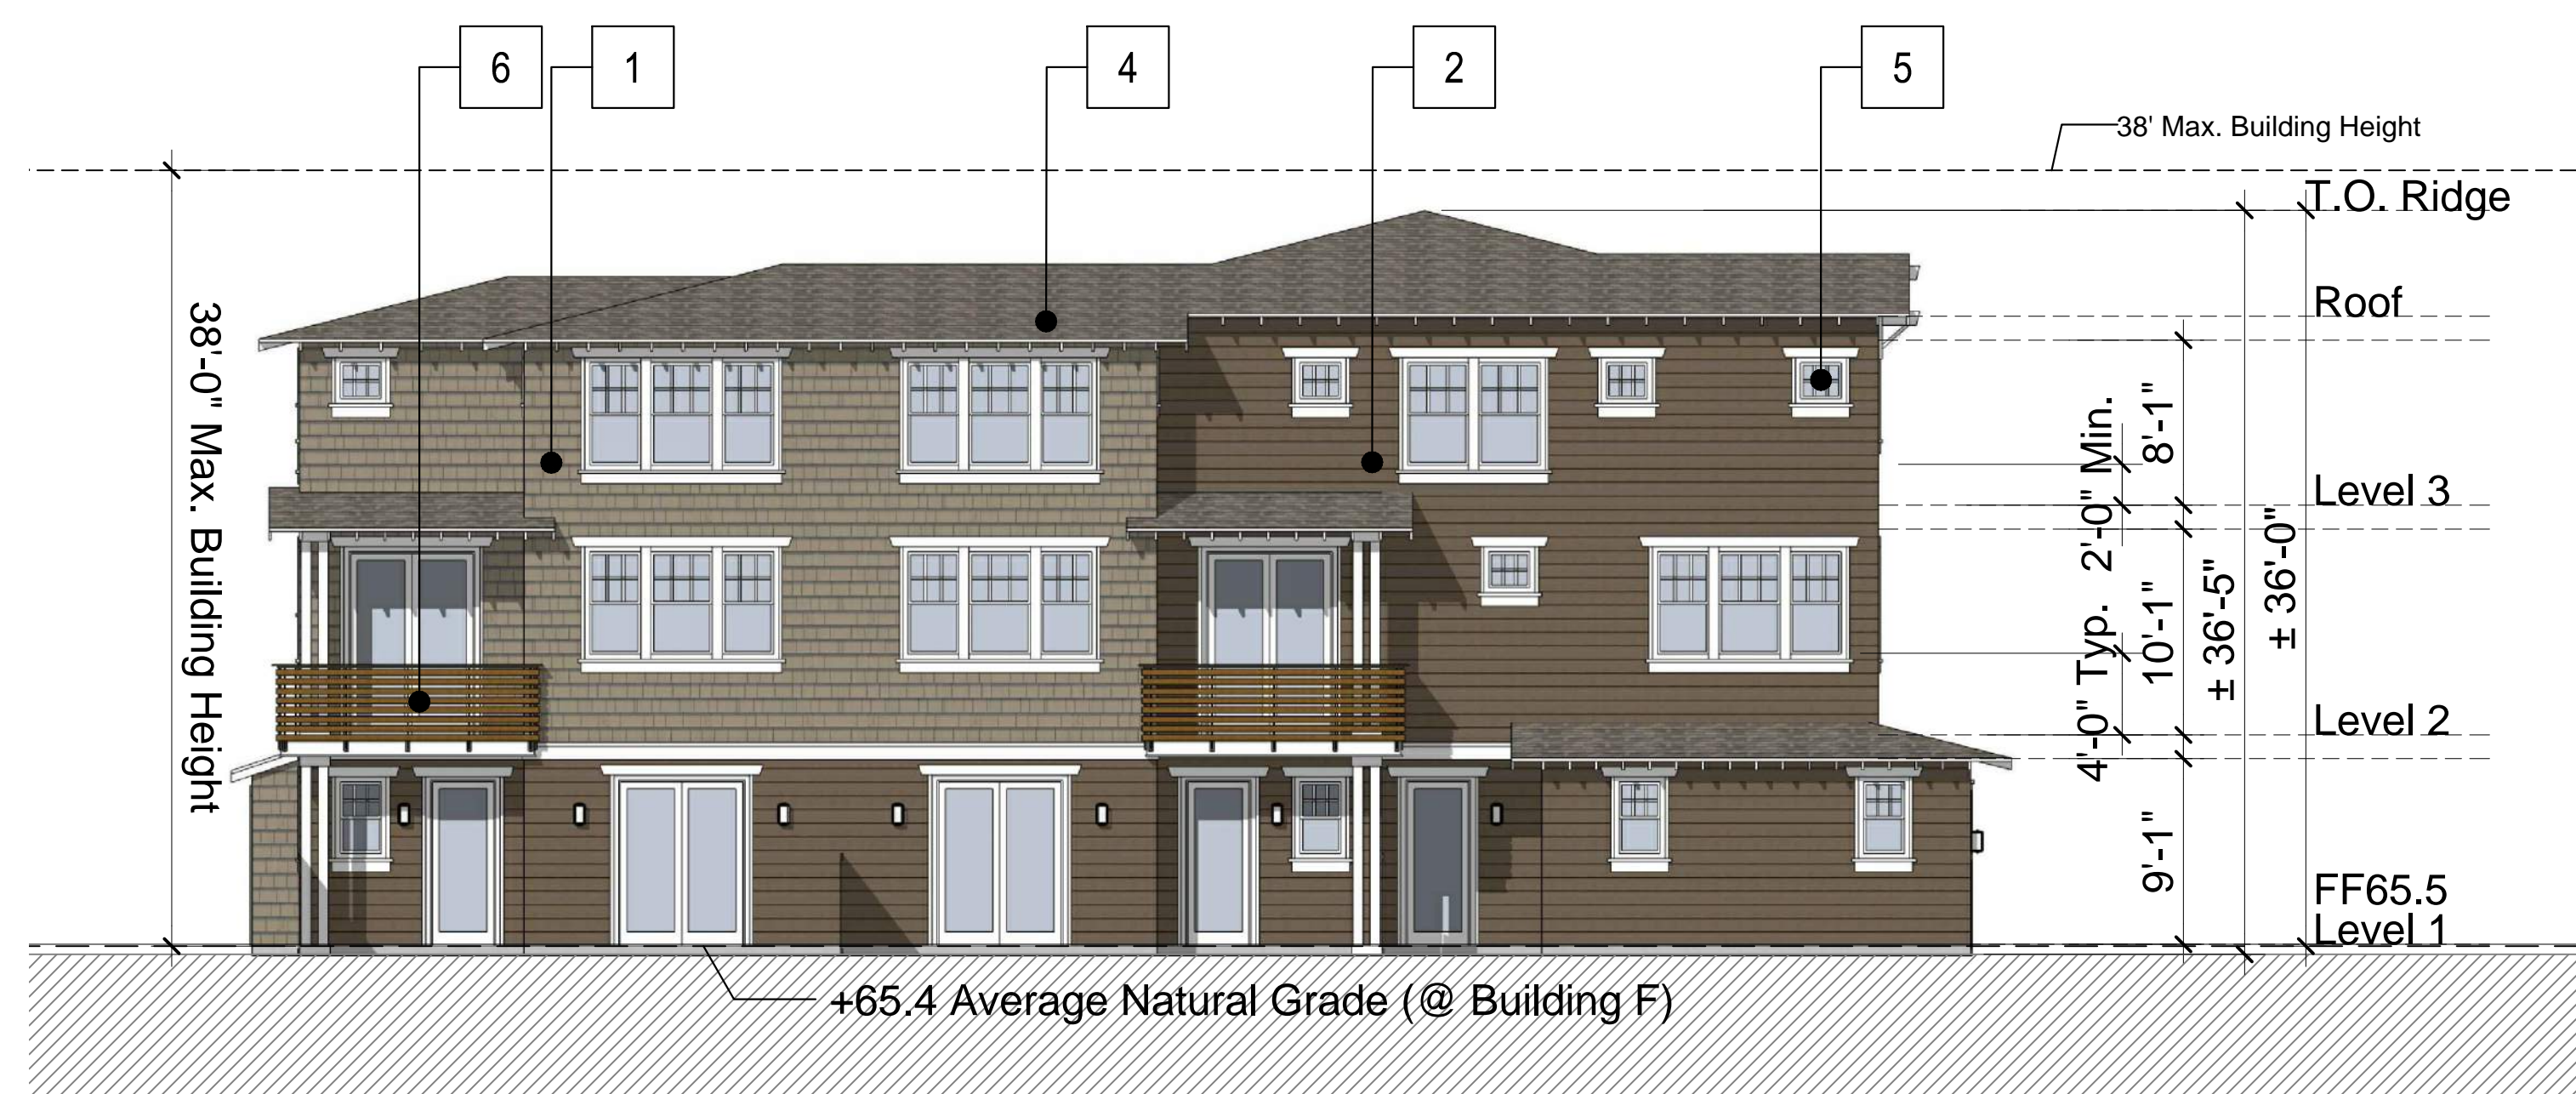 6
1
4
2
5
38' Max. Building Height
T.O. Ridge
Roof
Level 3
Level 2
FF65.5
Level 1
38'-0" Max. Building Height
4'-0" Typ.
2'-0" Min.
8'-1"
10'-1"
9'-1"
± 36'-5"
± 36'-0"
+65.4 Average Natural Grade (@ Building F)